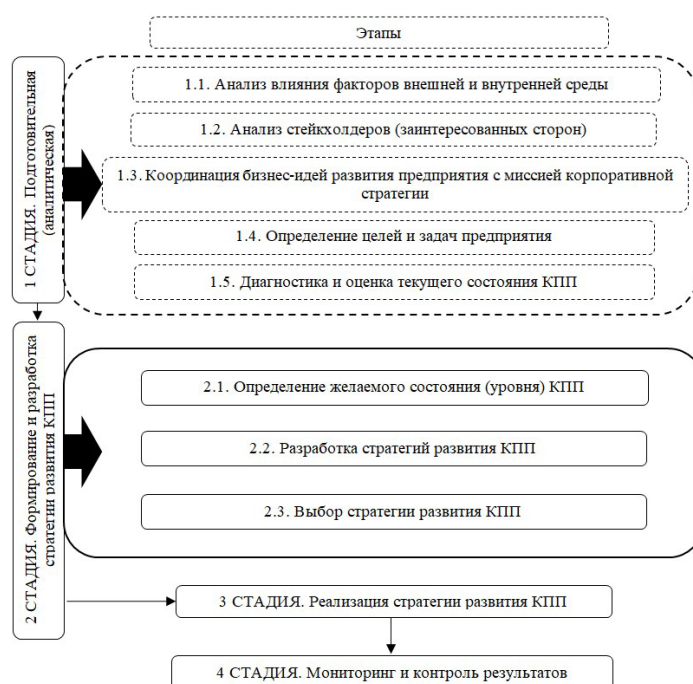 Этапы
1 СТАДИЯ. Подготовительная
(аналитическая)
1.1. Анализ влияния факторов внешней и внутренней среды
1.2. Анализ стейкхолдеров (заинтересованных сторон)
1.3. Координация бизнес-идей развития предприятия с миссией корпоративной
стратегии
1.4. Определение целей и задач предприятия
1.5. Диагностика и оценка текущего состояния КПП
2 СТАДИЯ. Формирование и разработка
стратегии развития КПП
2.1. Определение желаемого состояния (уровня) КПП
2.2. Разработка стратегий развития КПП
2.3. Выбор стратегии развития КПП
3 СТАДИЯ. Реализация стратегии развития КПП
4 СТАДИЯ. Мониторинг и контроль результатов